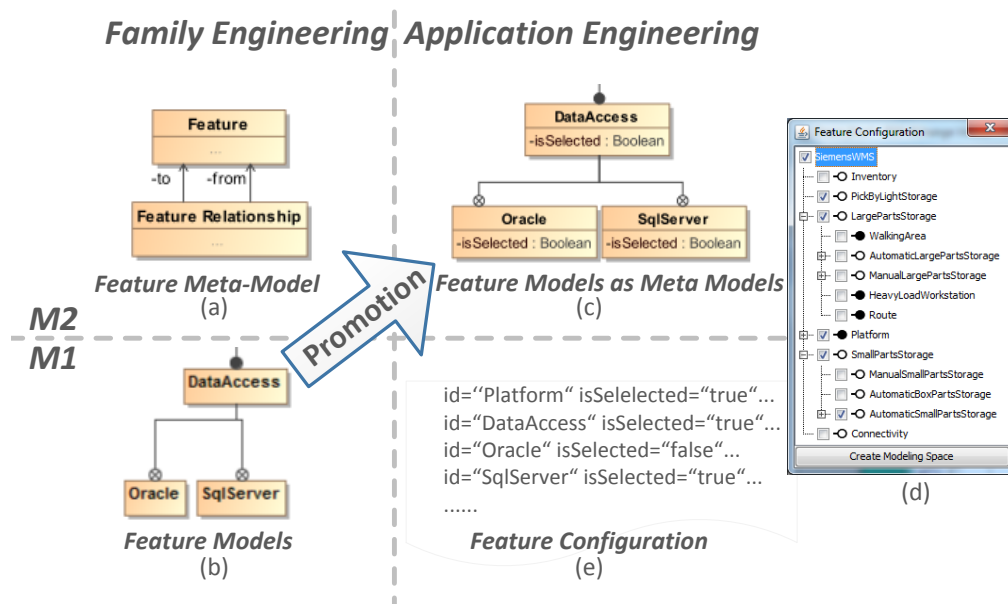 Family Engineering
Application Engineering
Feature
...
-to
-from
Feature Relationship
...
Feature Meta-Model
(a)
DataAccess
-isSelected : Boolean
Oracle
-isSelected : Boolean
SqlServer
-isSelected : Boolean
Feature Models as Meta Models
(c)
M2
M1
Promotion
DataAccess
Oracle
SqlServer
Feature Models
(b)
id=“Platform“ isSelelected=“true“...
id=“DataAccess“ isSelected=“true“...
id=“Oracle“ isSelected=“false“...
id=“SqlServer“ isSelected=“true“...
......
Feature Configuration
(e)
Feature Configuration
SiemensWMS
Inventory
PickByLightStorage
LargePartsStorage
WalkingArea
AutomaticLargePartsStorage
ManualLargePartsStorage
HeavyLoadWorkstation
Route
Platform
SmallPartsStorage
ManualSmallPartsStorage
AutomaticBoxPartsStorage
AutomaticSmallPartsStorage
Connectivity
Create Modeling Space
(d)